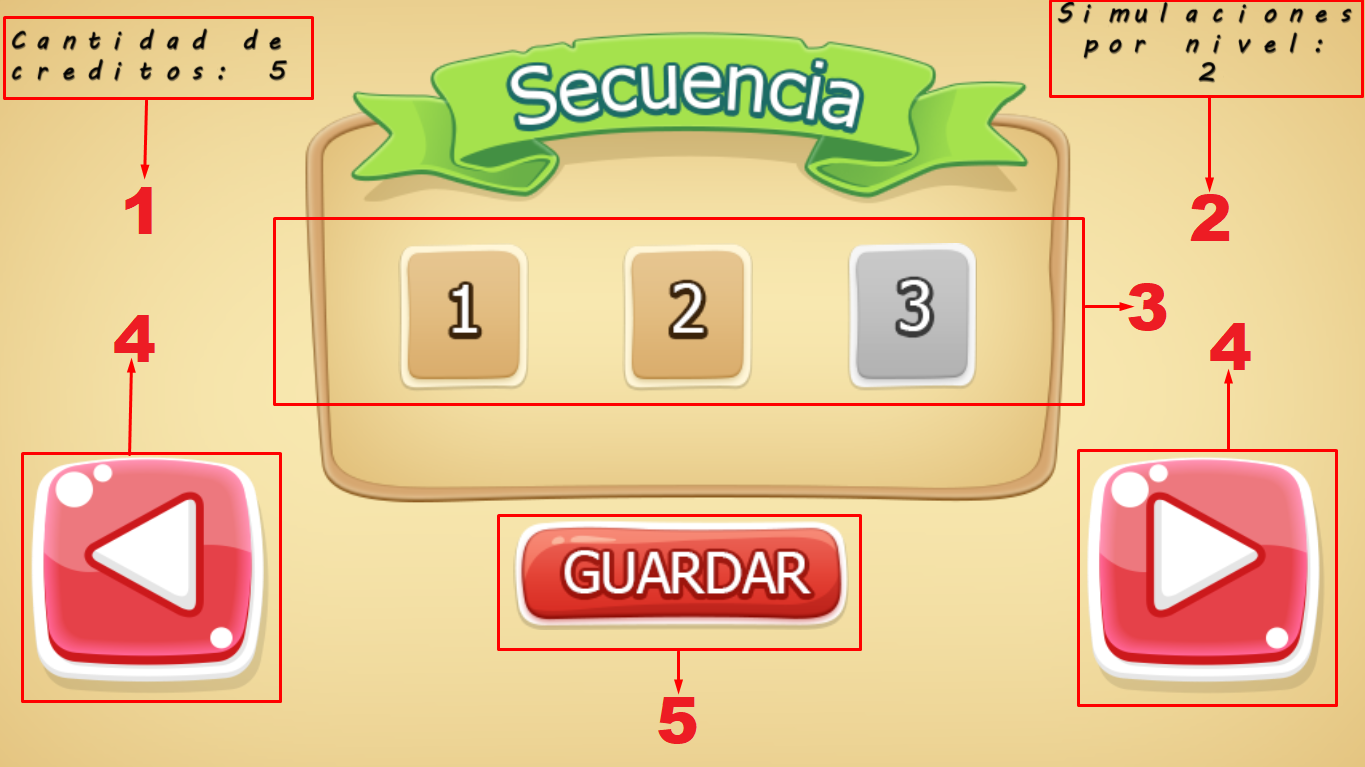 Cantidad de
creditos: 5
Simulaciones
por nivel:
2
Secuencia
1
2
1
2
3
3
4
4
GUARDAR
5